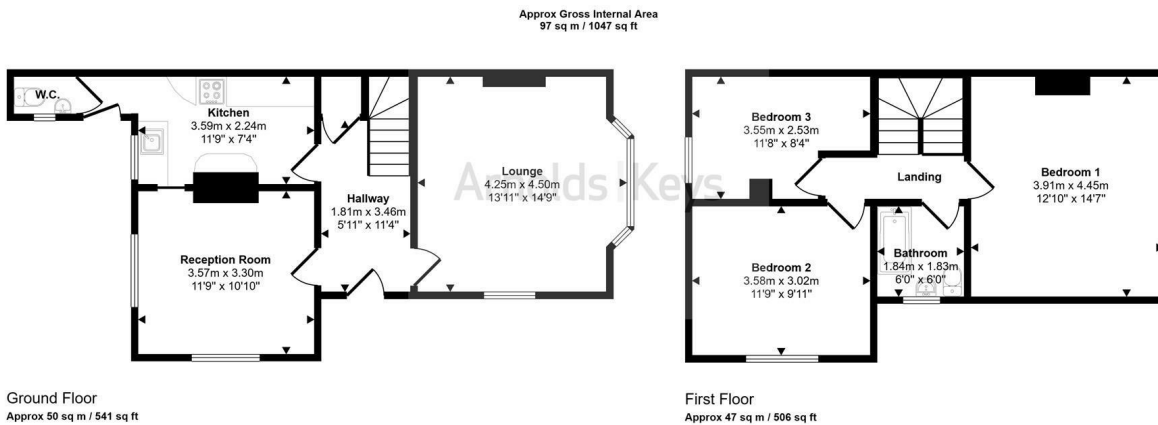 Approx Gross Internal Area
97 sq m / 1047 sq ft
W.C.
Kitchen
3.59m x 2.24m
11'9" x 7'4"
Lounge
4.25m x 4.50m
13'11" x 14'9"
Hallway
1.81m x 3.46m
5'11" x 11'4"
Reception Room
3.57m x 3.30m
11'9" x 10'10"
Ground Floor
Approx 50 sq m / 541 sq ft
Bedroom 3
3.55m x 2.53m
11'8" x 8'4"
Landing
Bedroom 1
3.91m x 4.45m
12'10" x 14'7"
Bathroom
1.84m x 1.83m
6'0" x 6'0"
Bedroom 2
3.58m x 3.02m
11'9" x 9'11"
First Floor
Approx 47 sq m / 506 sq ft
Arnolds | Keys